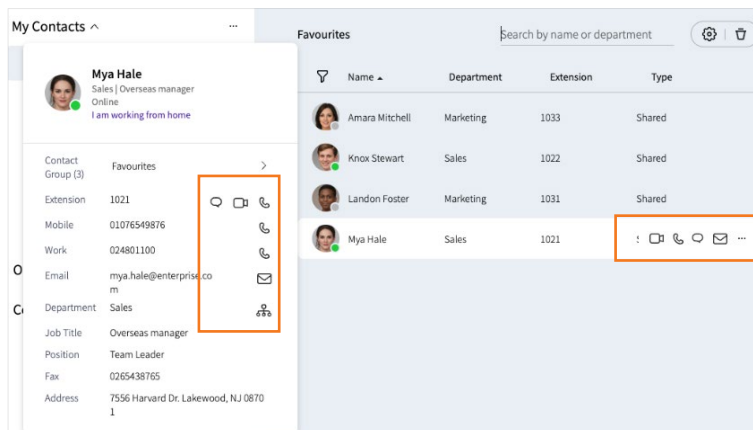 My Contacts
Mya Hale
Sales | Overseas manager
Online
I am working from home
Contact Group (3)
Favourites
Extension 1021
Mobile 01076549876
Work 024801100
Email mya.hale@enterprise.co
m
Department Sales
Job Title Overseas manager
Position Team Leader
Fax 0265438765
Address 7556 Harvard Dr. Lakewood, NJ 0870
1
Favourites
Search by name or department
Name Department Extension Type
Amara Mitchell Marketing 1033 Shared
Knox Stewart Sales 1022 Shared
Landon Foster Marketing 1031 Shared
Mya Hale Sales 1021